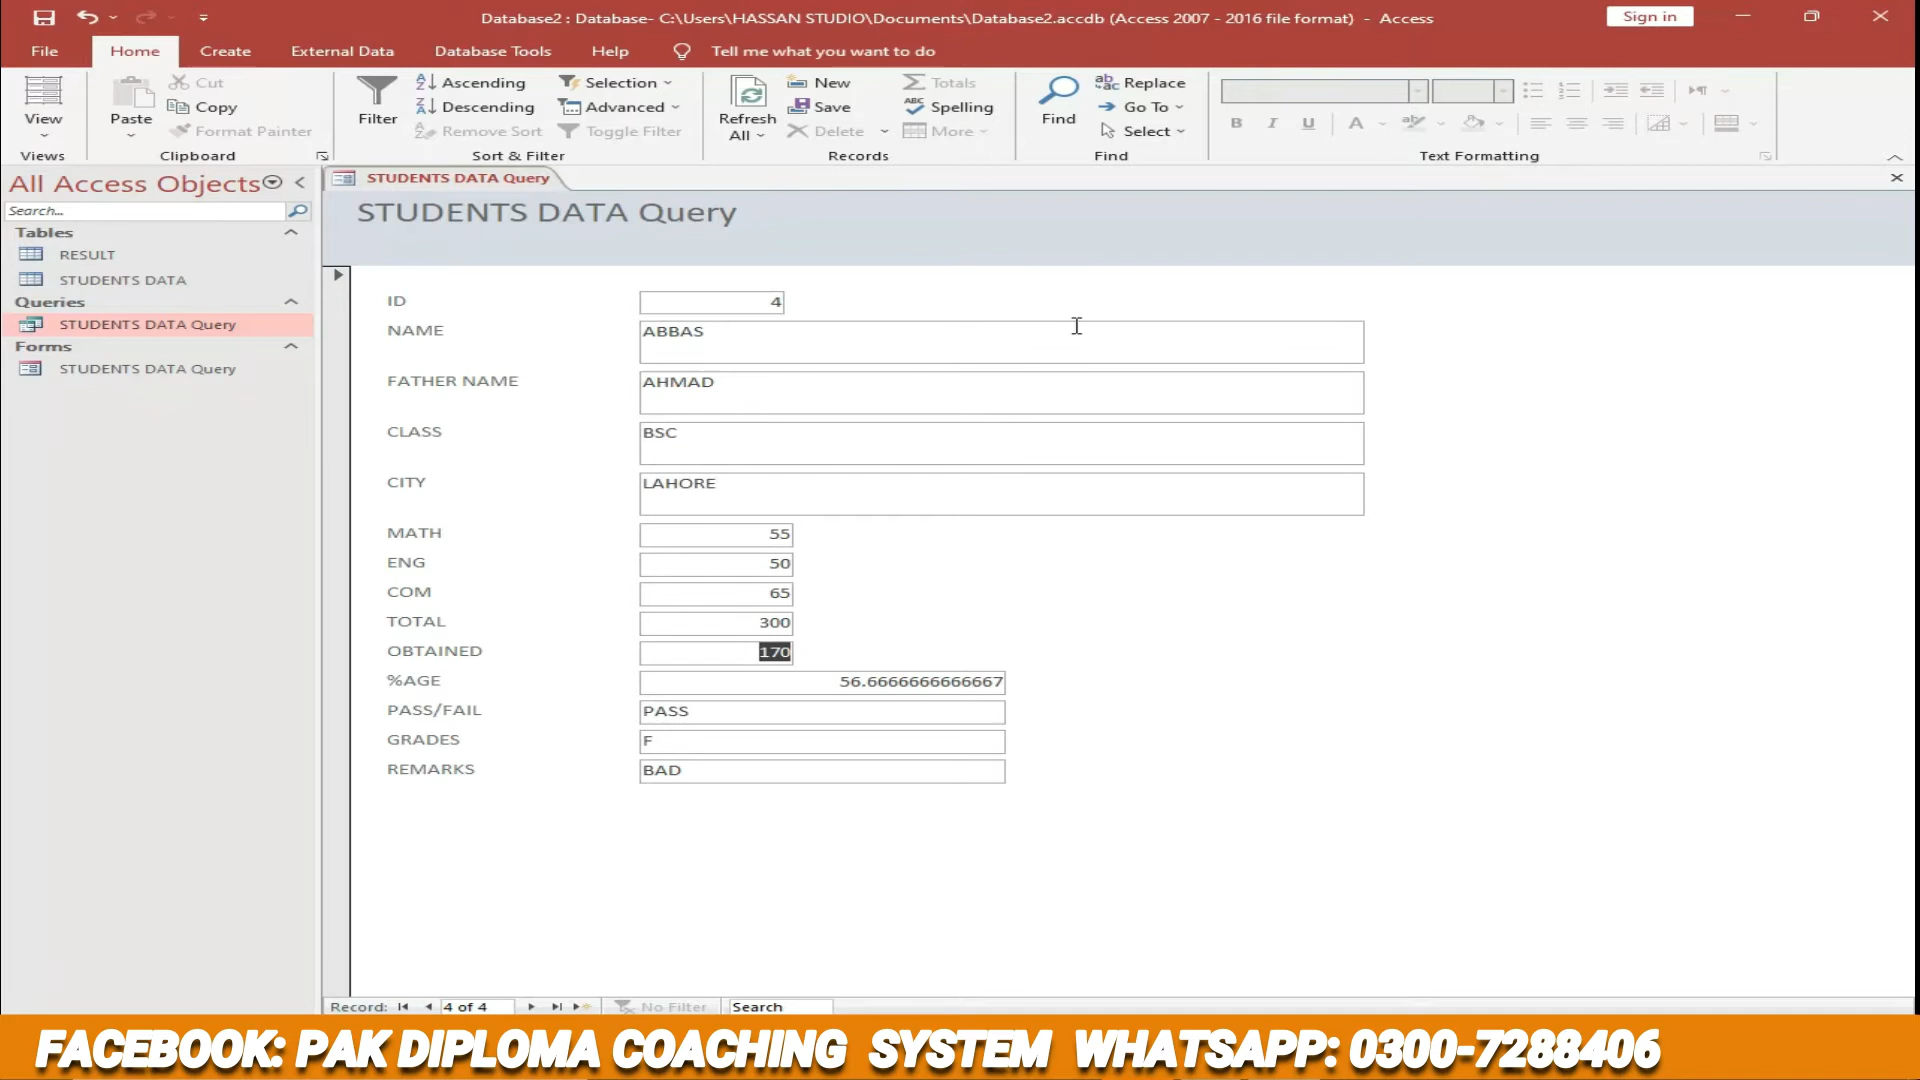 Database2 : Database- C:\Users\HASSAN STUDIO\Documents\Database2.accdb (Access 2007 - 2016 file format) - Access
Sign in
File Home Create External Data Database Tools Help Tell me what you want to do
View
Views
Paste
Cut
Copy
Format Painter
Clipboard
Filter
Ascending
Descending
Remove Sort
Selection
Advanced
Toggle Filter
Sort & Filter
Refresh
All
New
Save
Delete
Totals
Spelling
More
Records
Find
Replace
Go To
Select
Find
B I U A
Text Formatting
All Access Objects
Search...
Tables
RESULT
STUDENTS DATA
Queries
STUDENTS DATA Query
Forms
STUDENTS DATA Query
STUDENTS DATA Query
STUDENTS DATA Query
ID 4
NAME ABBAS
FATHER NAME AHMAD
CLASS BSC
CITY LAHORE
MATH 55
ENG 50
COM 65
TOTAL 300
OBTAINED 170
%AGE 56.6666666666667
PASS/FAIL PASS
GRADES F
REMARKS BAD
Record: 4 of 4 No Filter Search
FACEBOOK: PAK DIPLOMA COACHING SYSTEM WHATSAPP: 0300-7288406